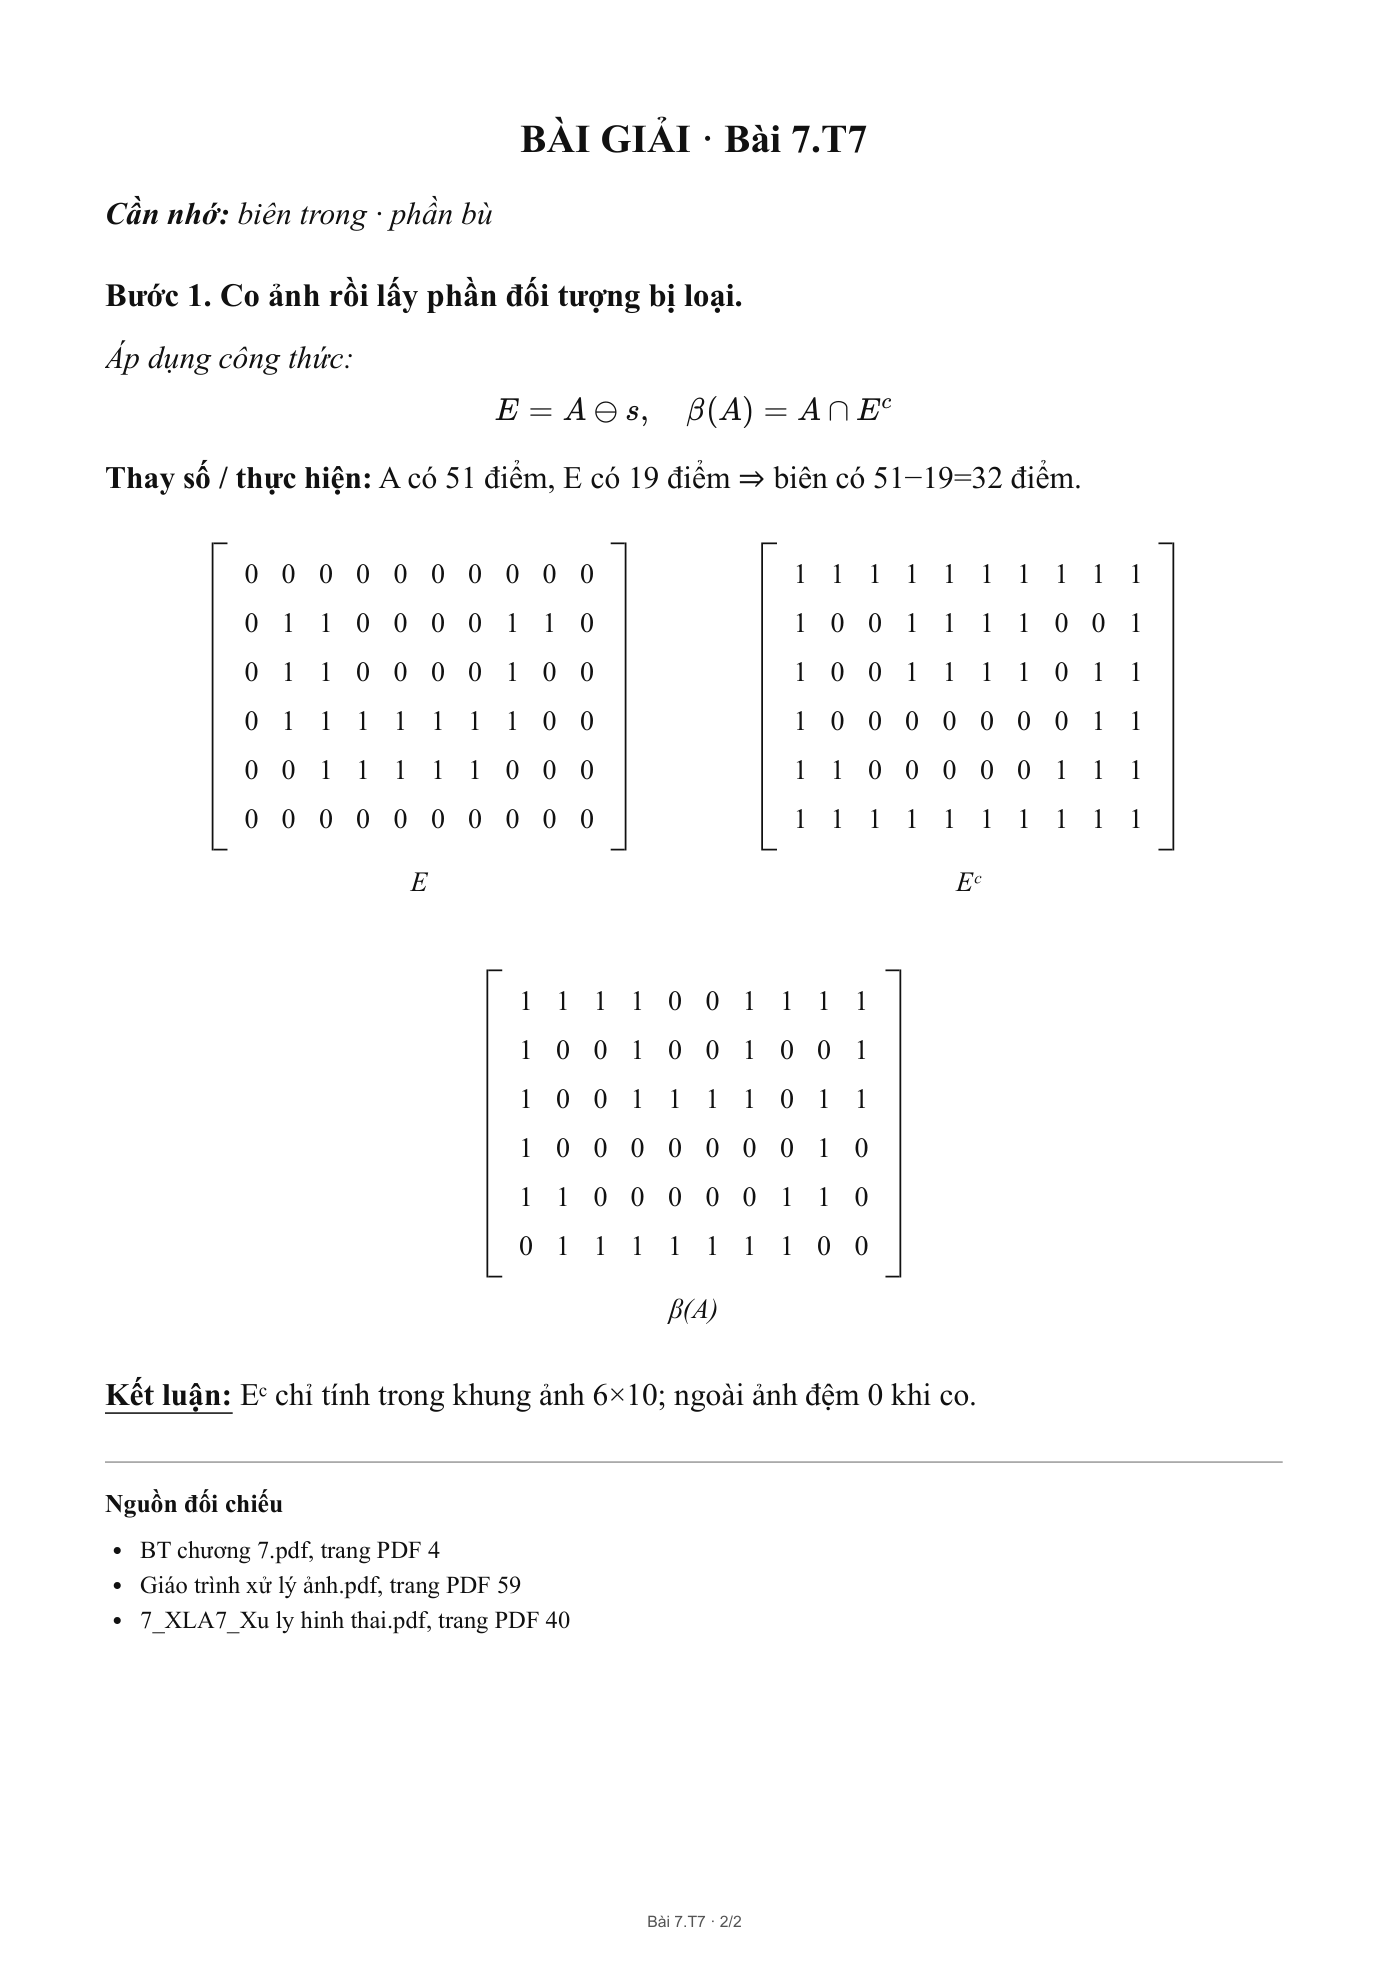 BÀI GIẢI · Bài 7.T7
Cần nhớ: biên trong · phần bù
Bước 1. Co ảnh rồi lấy phần đối tượng bị loại.
Áp dụng công thức:
E = A ⊖ s, β(A) = A ∩ Eᶜ
Thay số / thực hiện: A có 51 điểm, E có 19 điểm ⇒ biên có 51−19=32 điểm.
0 0 0 0 0 0 0 0 0 0
0 1 1 0 0 0 0 1 1 0
0 1 1 0 0 0 0 1 0 0
0 1 1 1 1 1 1 1 0 0
0 0 1 1 1 1 1 0 0 0
0 0 0 0 0 0 0 0 0 0
E
1 1 1 1 1 1 1 1 1 1
1 0 0 1 1 1 1 0 0 1
1 0 0 1 1 1 1 0 1 1
1 0 0 0 0 0 0 0 1 1
1 1 0 0 0 0 0 1 1 1
1 1 1 1 1 1 1 1 1 1
Eᶜ
1 1 1 1 0 0 1 1 1 1
1 0 0 1 0 0 1 0 0 1
1 0 0 1 1 1 1 0 1 1
1 0 0 0 0 0 0 0 1 0
1 1 0 0 0 0 0 1 1 0
0 1 1 1 1 1 1 1 0 0
β(A)
Kết luận: Eᶜ chỉ tính trong khung ảnh 6×10; ngoài ảnh đệm 0 khi co.
Nguồn đối chiếu
• BT chương 7.pdf, trang PDF 4
• Giáo trình xử lý ảnh.pdf, trang PDF 59
• 7_XLA7_Xu ly hinh thai.pdf, trang PDF 40
Bài 7.T7 · 2/2